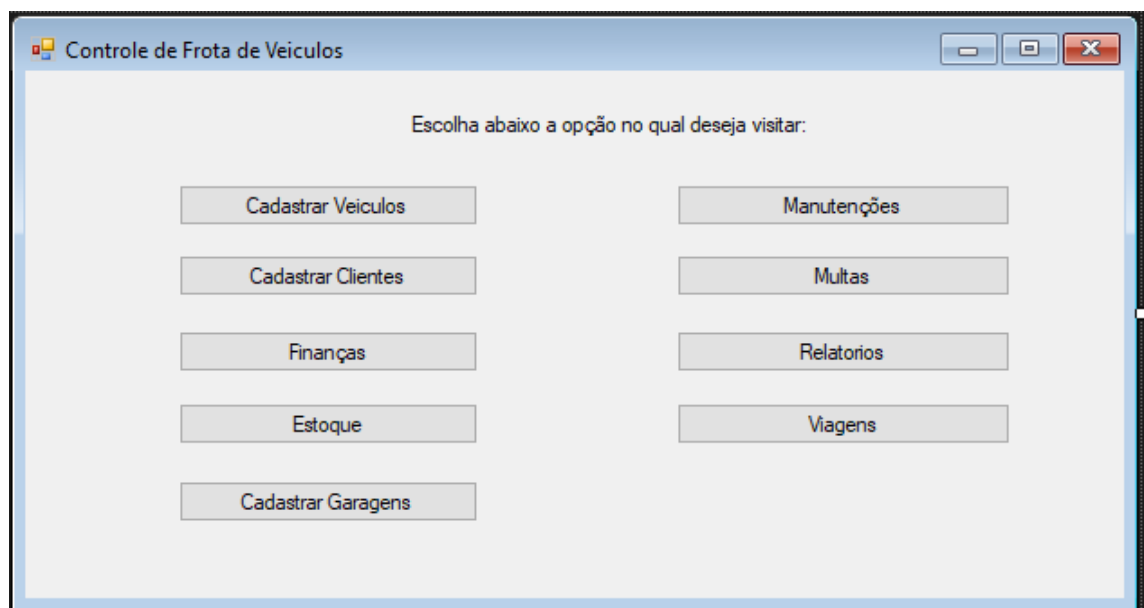 Controle de Frota de Veiculos
Escolha abaixo a opção no qual deseja visitar:
Cadastrar Veiculos
Manutenções
Cadastrar Clientes
Multas
Finanças
Relatorios
Estoque
Viagens
Cadastrar Garagens